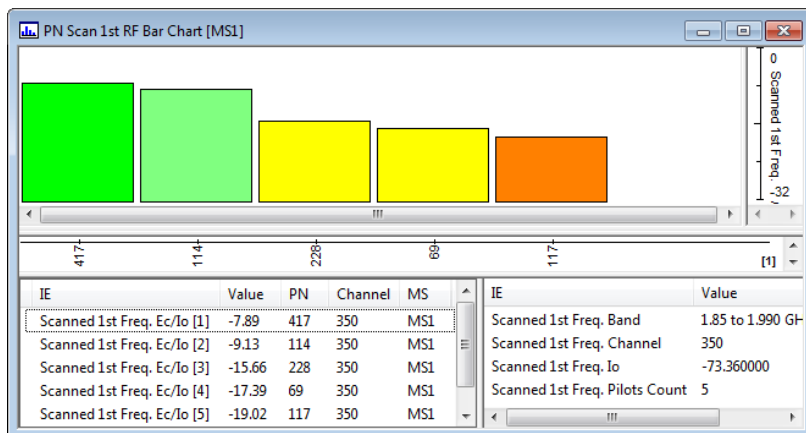 PN Scan 1st RF Bar Chart [MS1]
0
Scanned 1st Freq.
-32
417
114
228
69
117
[1]
IE Value PN Channel MS
Scanned 1st Freq. Ec/Io [1] -7.89 417 350 MS1
Scanned 1st Freq. Ec/Io [2] -9.13 114 350 MS1
Scanned 1st Freq. Ec/Io [3] -15.66 228 350 MS1
Scanned 1st Freq. Ec/Io [4] -17.39 69 350 MS1
Scanned 1st Freq. Ec/Io [5] -19.02 117 350 MS1
IE Value
Scanned 1st Freq. Band 1.85 to 1.990 GH
Scanned 1st Freq. Channel 350
Scanned 1st Freq. Io -73.360000
Scanned 1st Freq. Pilots Count 5